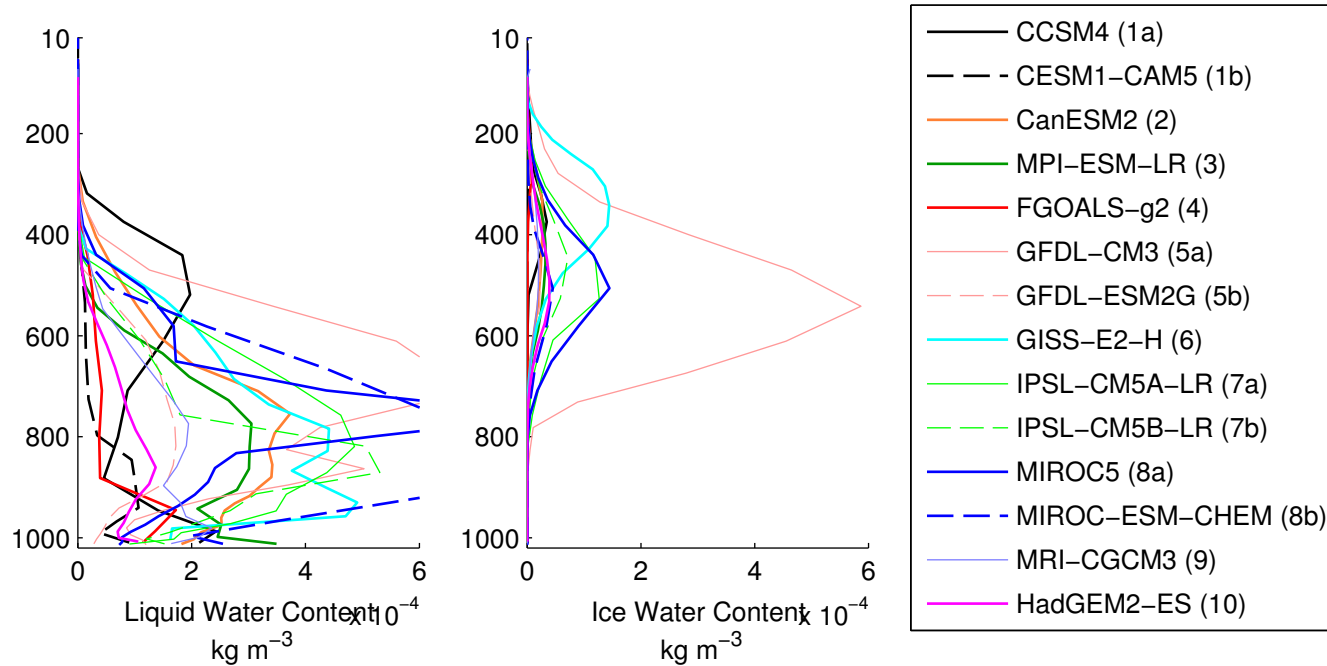 10
200
400
600
800
1000
0 2 4 6
Liquid Water Content x 10−4
kg m−3
10
200
400
600
800
1000
0 2 4 6
Ice Water Content x 10−4
kg m−3
CCSM4 (1a)
CESM1−CAM5 (1b)
CanESM2 (2)
MPI−ESM−LR (3)
FGOALS−g2 (4)
GFDL−CM3 (5a)
GFDL−ESM2G (5b)
GISS−E2−H (6)
IPSL−CM5A−LR (7a)
IPSL−CM5B−LR (7b)
MIROC5 (8a)
MIROC−ESM−CHEM (8b)
MRI−CGCM3 (9)
HadGEM2−ES (10)